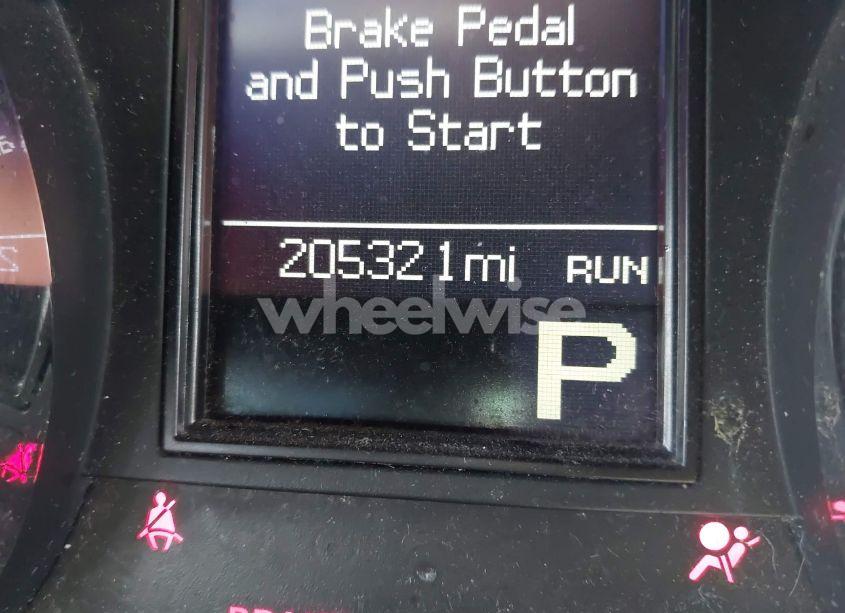 Brake Pedal
and Push Button
to Start
205321mi RUN
wheelwise
P